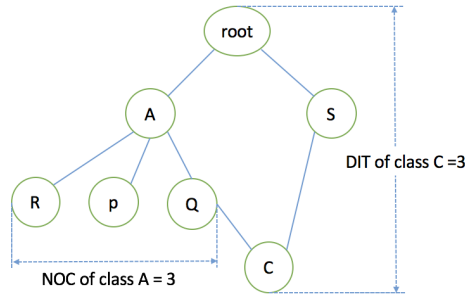 root
A
S
DIT of class C =3
R
p
Q
C
NOC of class A = 3